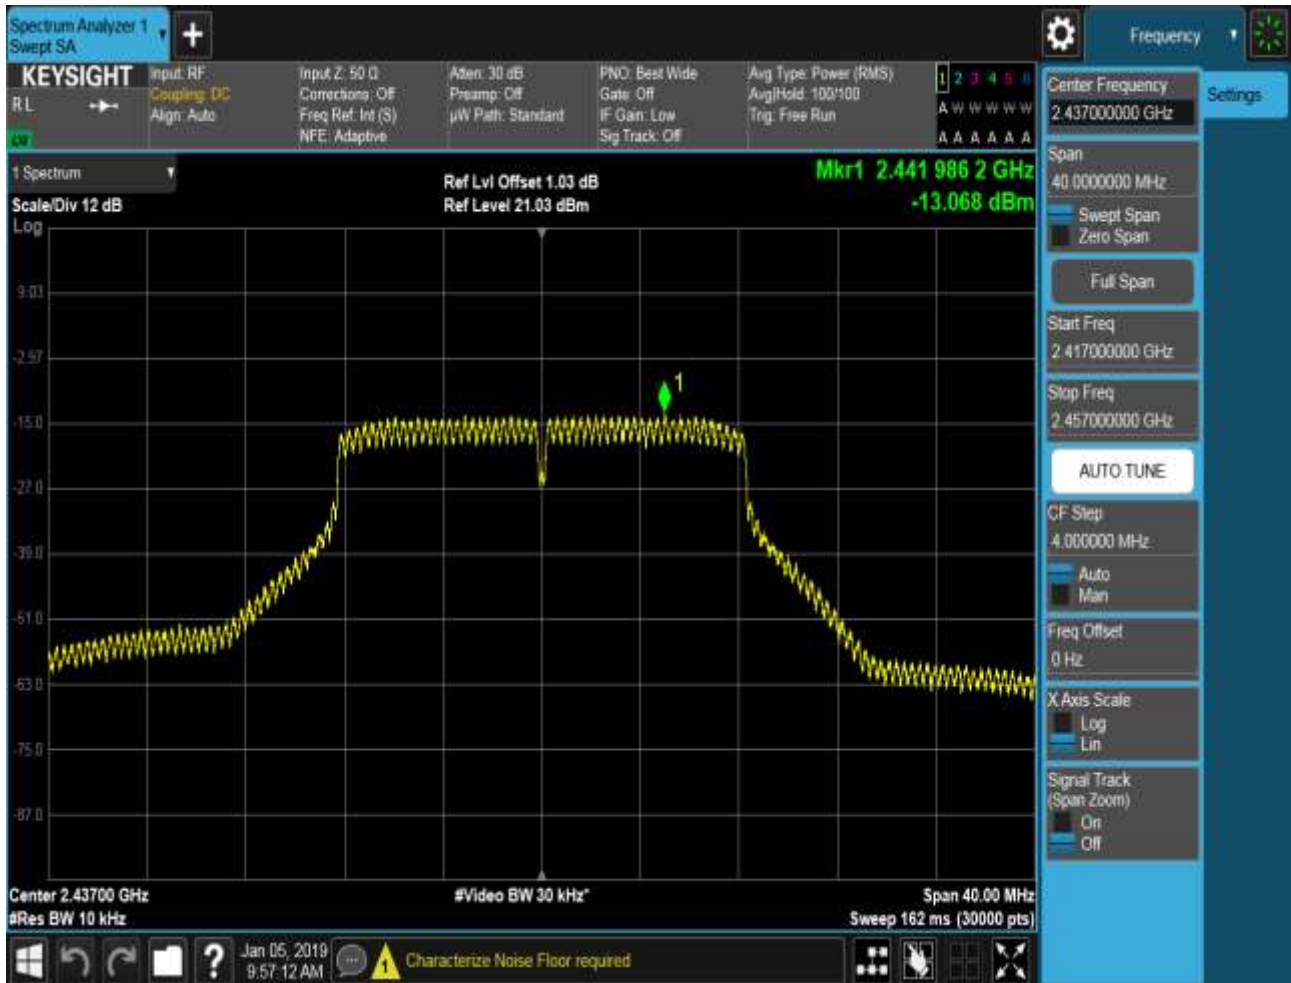 Spectrum Analyzer 1
Swept SA
+
Frequency
KEYSIGHT
R L
Input: RF
Coupling: DC
Align: Auto
Input Z: 50 Ω
Corrections: Off
Freq Ref: Int (S)
NFE: Adaptive
Atten: 30 dB
Preamp: Off
µW Path: Standard
PNO: Best Wide
Gate: Off
IF Gain: Low
Sig Track: Off
Avg Type: Power (RMS)
Avg|Hold: 100/100
Trig: Free Run
1 2 3 4 5 6
A W W W W W
A A A A A A
Settings
1 Spectrum
Scale/Div 12 dB
Log
Ref Lvl Offset 1.03 dB
Ref Level 21.03 dBm
Mkr1 2.441 986 2 GHz
-13.068 dBm
9.03
-2.97
-15.0
-27.0
-39.0
-51.0
-63.0
-75.0
-87.0
1
Center 2.43700 GHz
#Res BW 10 kHz
#Video BW 30 kHz*
Span 40.00 MHz
Sweep 162 ms (30000 pts)
Center Frequency
2.437000000 GHz
Span
40.0000000 MHz
Swept Span
Zero Span
Full Span
Start Freq
2.417000000 GHz
Stop Freq
2.457000000 GHz
AUTO TUNE
CF Step
4.000000 MHz
Auto
Man
Freq Offset
0 Hz
X Axis Scale
Log
Lin
Signal Track
(Span Zoom)
On
Off
?
Jan 05, 2019
9:57:12 AM
1
Characterize Noise Floor required